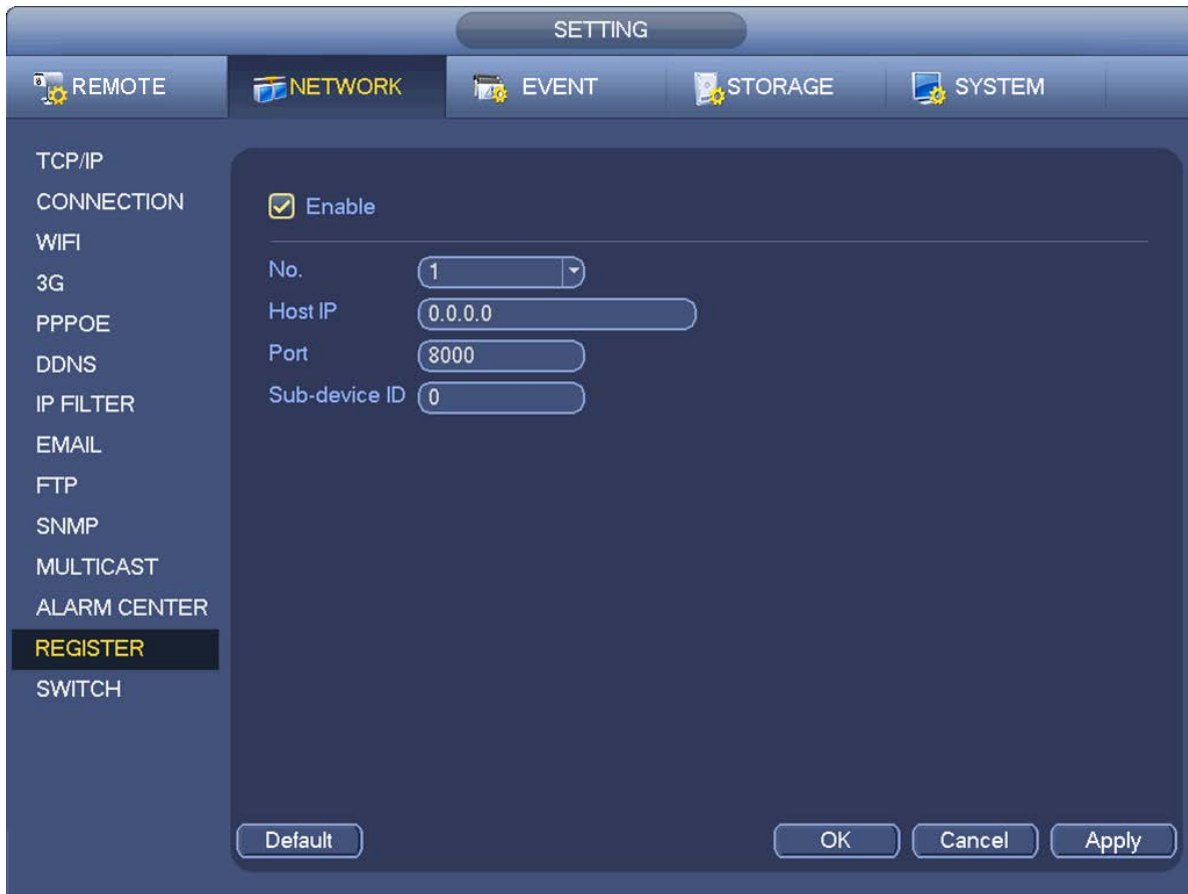 SETTING
REMOTE
NETWORK
EVENT
STORAGE
SYSTEM
TCP/IP
CONNECTION
WIFI
3G
PPPOE
DDNS
IP FILTER
EMAIL
FTP
SNMP
MULTICAST
ALARM CENTER
REGISTER
SWITCH
Enable
No. 1
Host IP 0.0.0.0
Port 8000
Sub-device ID 0
Default
OK
Cancel
Apply